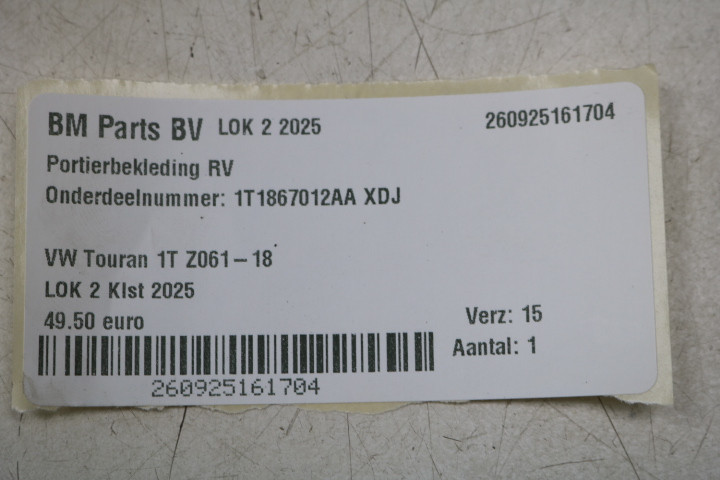 BM Parts BV LOK 2 2025 260925161704
Portierbekleding RV
Onderdeelnummer: 1T1867012AA XDJ
VW Touran 1T Z061-18
LOK 2 Klst 2025
49.50 euro Verz: 15
Aantal: 1
260925161704